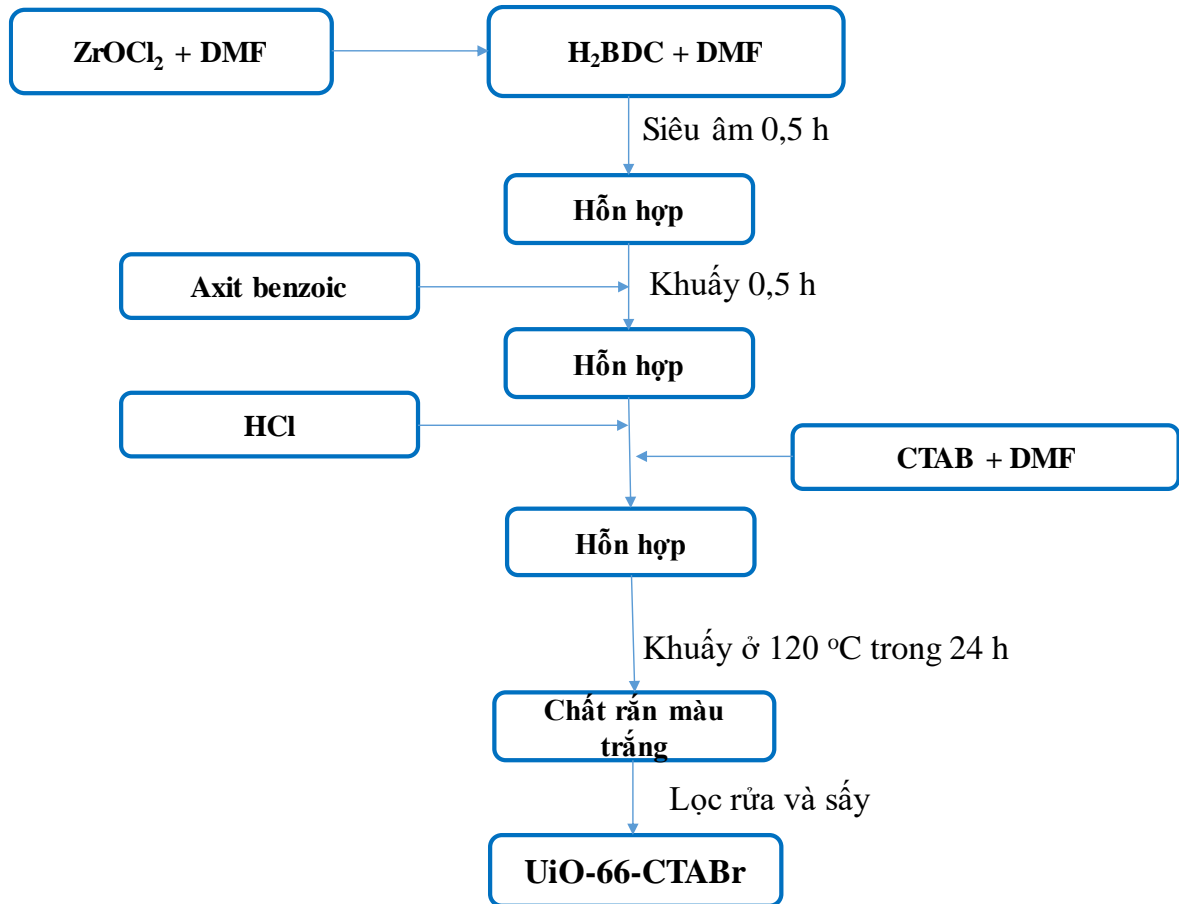 ZrOCl₂ + DMF
H₂BDC + DMF
Siêu âm 0,5 h
Hỗn hợp
Axit benzoic
Khuấy 0,5 h
Hỗn hợp
HCl
CTAB + DMF
Hỗn hợp
Khuấy ở 120 ᵒC trong 24 h
Chất rắn màu
trắng
Lọc rửa và sấy
UiO-66-CTABr